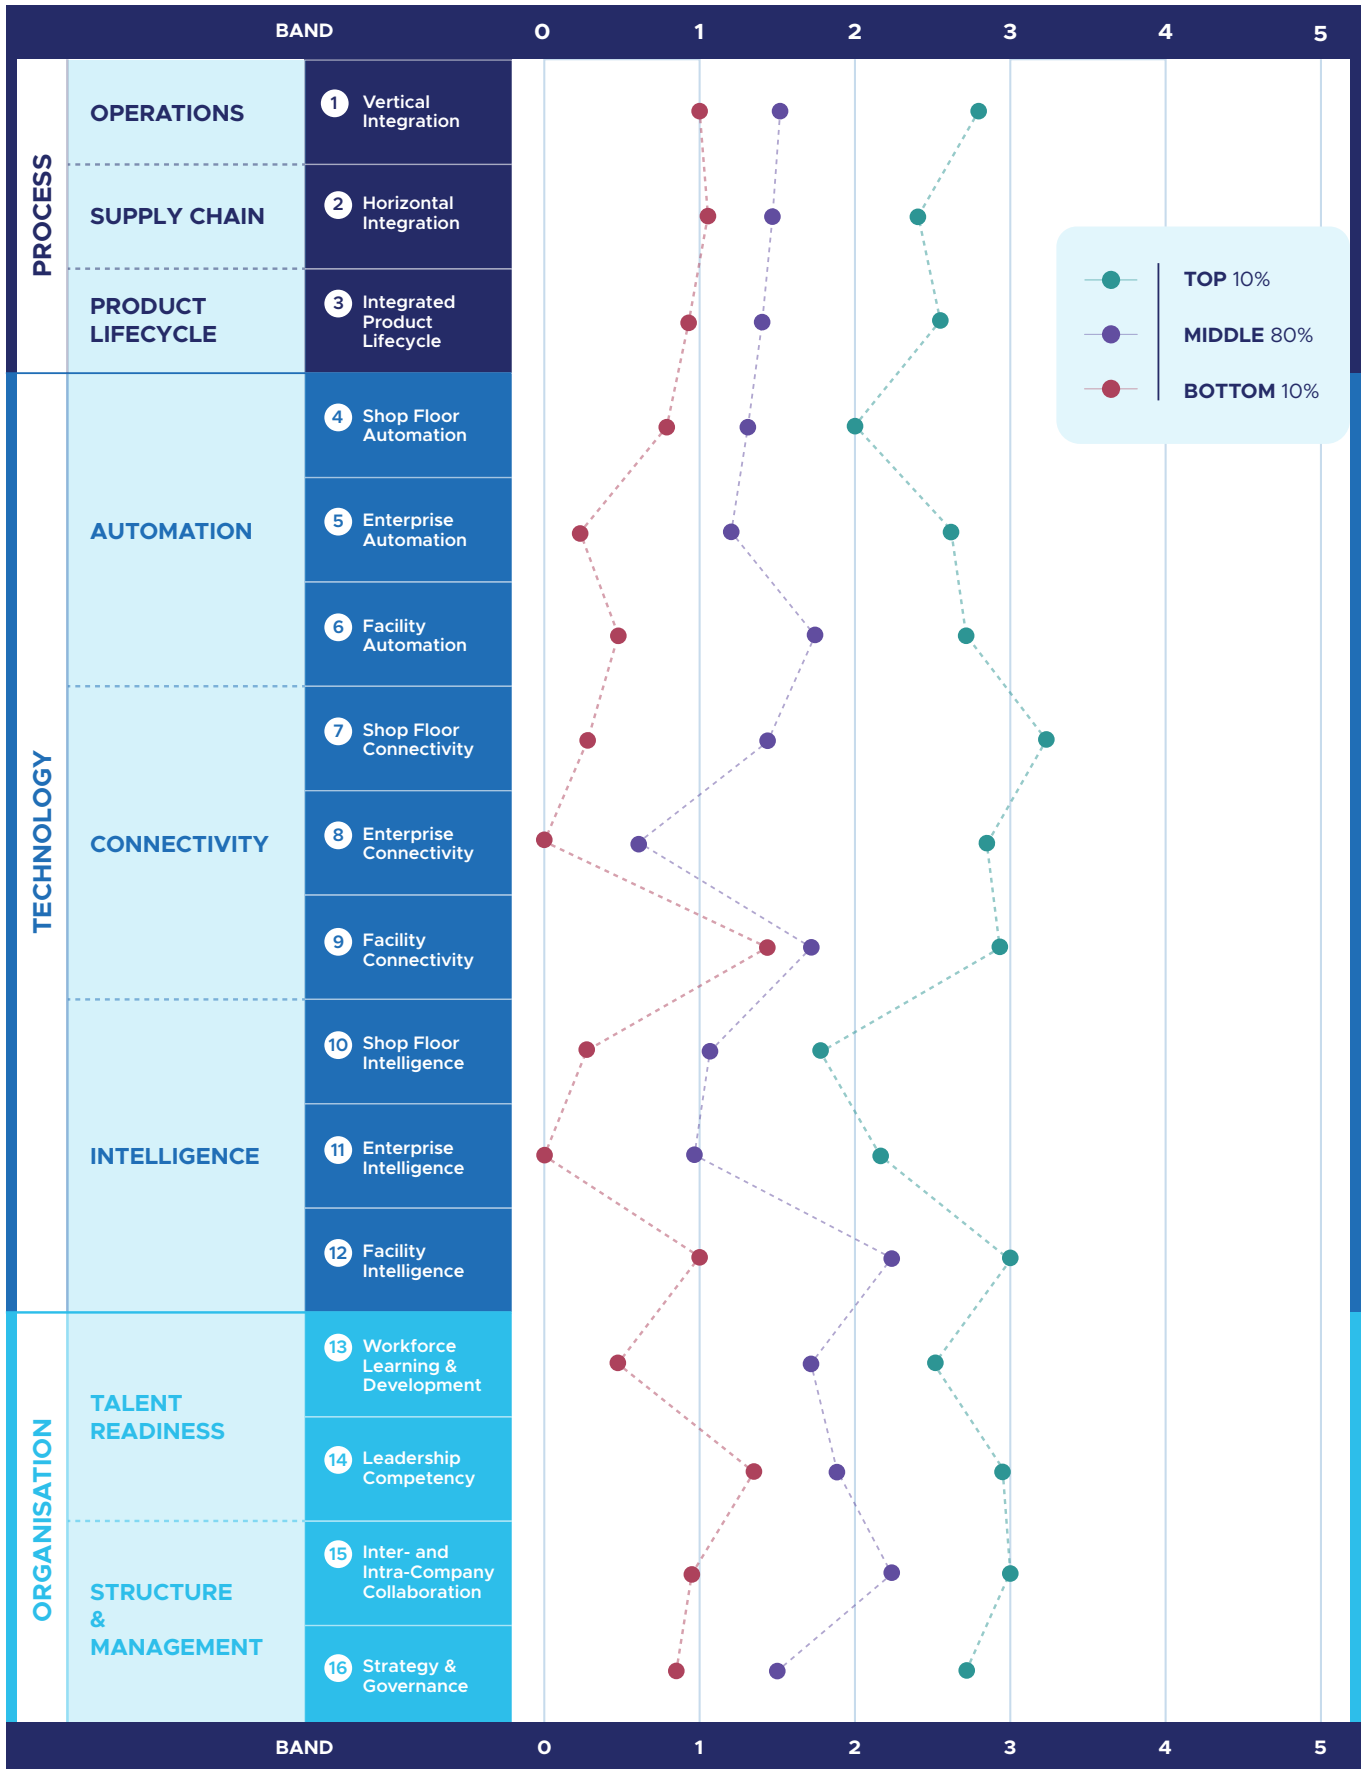 BAND 0 1 2 3 4 5
PROCESS
OPERATIONS
1 Vertical
Integration
SUPPLY CHAIN
2 Horizontal
Integration
PRODUCT
LIFECYCLE
3 Integrated
Product
Lifecycle
TOP 10%
MIDDLE 80%
BOTTOM 10%
TECHNOLOGY
AUTOMATION
4 Shop Floor
Automation
5 Enterprise
Automation
6 Facility
Automation
CONNECTIVITY
7 Shop Floor
Connectivity
8 Enterprise
Connectivity
9 Facility
Connectivity
INTELLIGENCE
10 Shop Floor
Intelligence
11 Enterprise
Intelligence
12 Facility
Intelligence
ORGANISATION
TALENT
READINESS
13 Workforce
Learning &
Development
14 Leadership
Competency
STRUCTURE
&
MANAGEMENT
15 Inter- and
Intra-Company
Collaboration
16 Strategy &
Governance
BAND 0 1 2 3 4 5